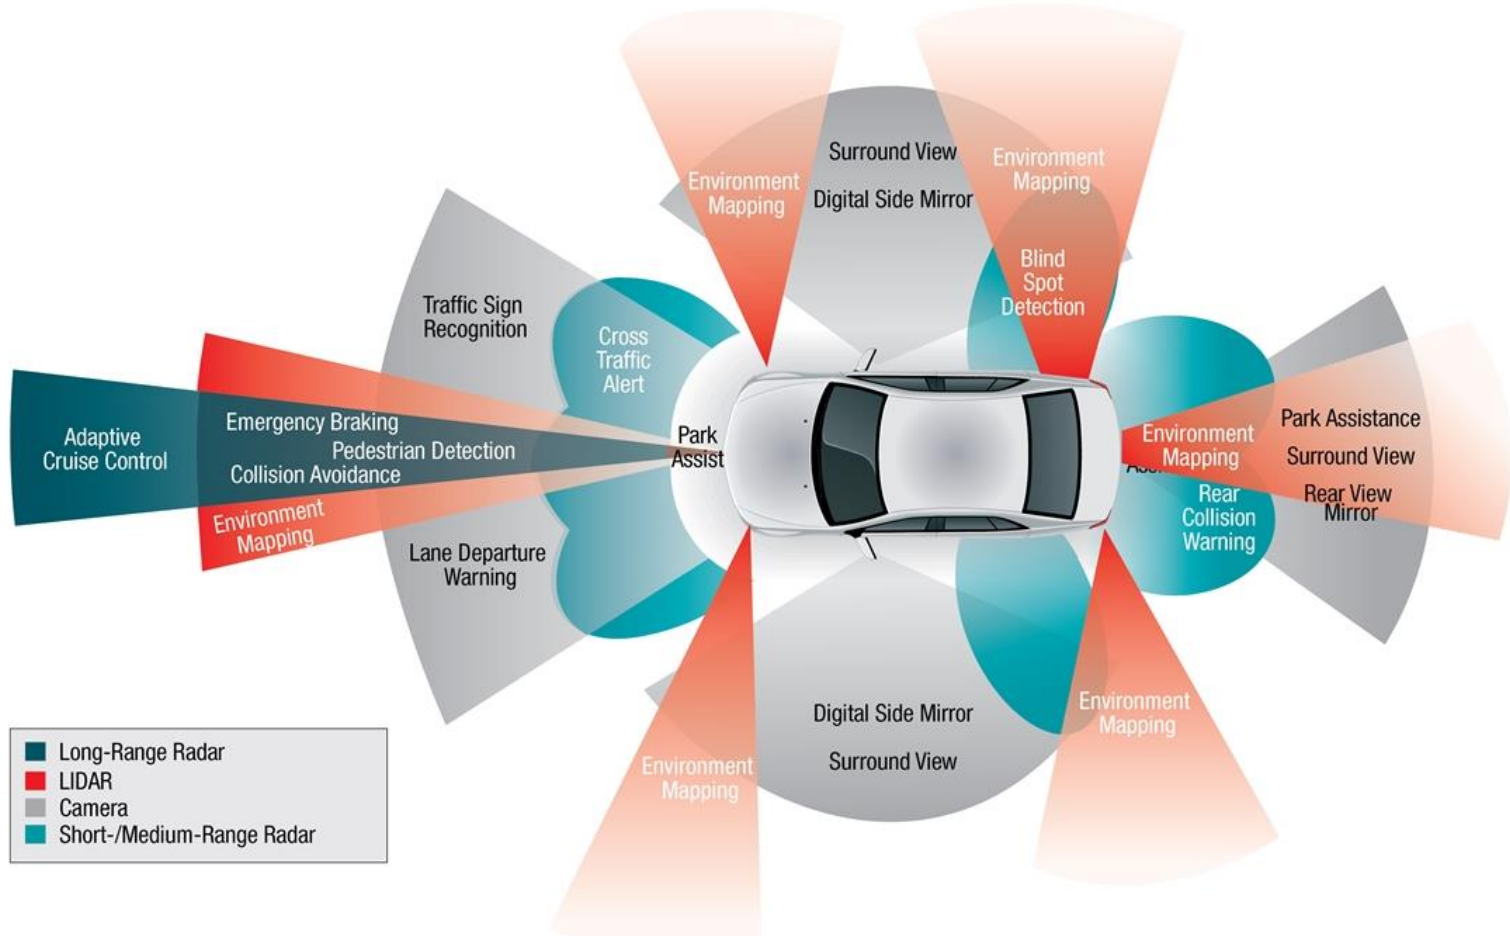 Surround View
Digital Side Mirror
Environment
Mapping
Environment
Mapping
Blind
Spot
Detection
Traffic Sign
Recognition
Cross
Traffic
Alert
Adaptive
Cruise Control
Emergency Braking
Pedestrian Detection
Collision Avoidance
Environment
Mapping
Lane Departure
Warning
Park
Assist
Environment
Mapping
Park Assistance
Surround View
Rear View
Mirror
Rear
Collision
Warning
Digital Side Mirror
Surround View
Environment
Mapping
Environment
Mapping
Long-Range Radar
LIDAR
Camera
Short-/Medium-Range Radar